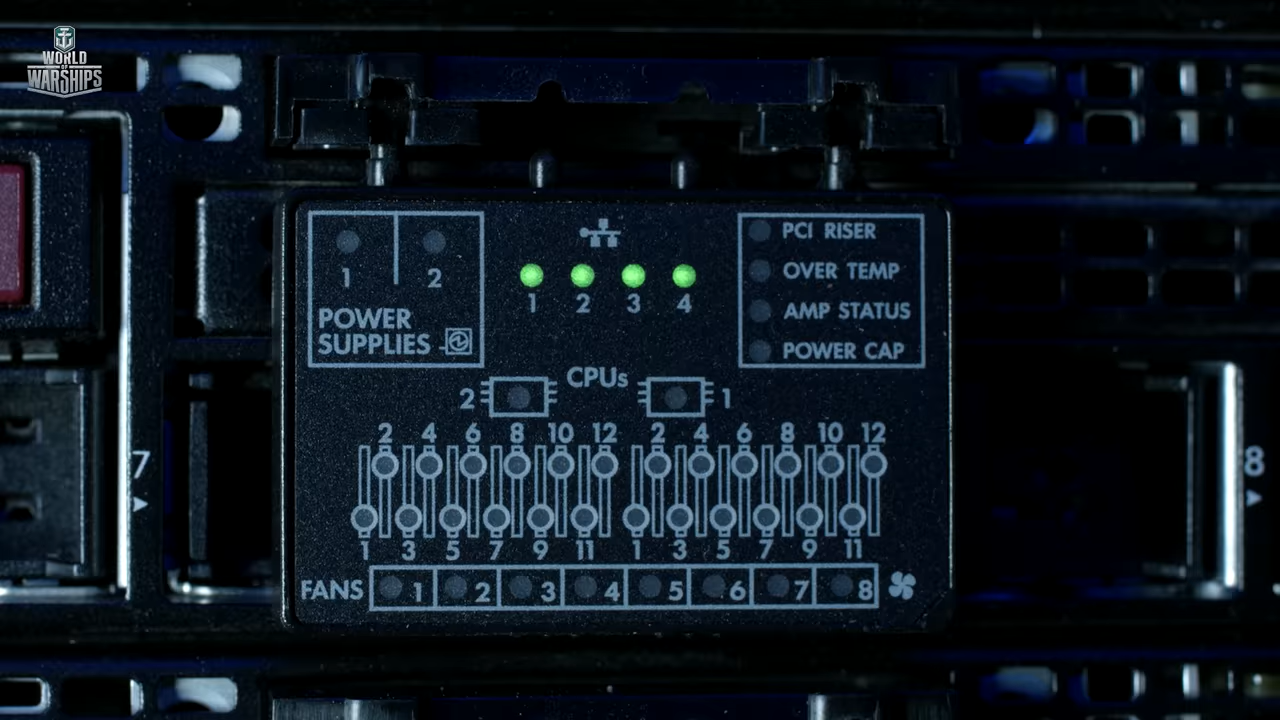 WORLD
OF
WARSHIPS
1 2
POWER
SUPPLIES
1 2 3 4
PCI RISER
OVER TEMP
AMP STATUS
POWER CAP
CPUs
2 1
2 4 6 8 10 12 2 4 6 8 10 12
1 3 5 7 9 11 1 3 5 7 9 11
FANS 1 2 3 4 5 6 7 8
7
8